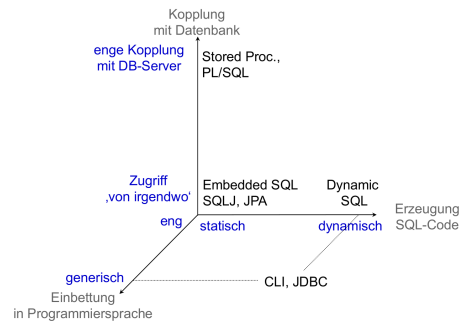 Kopplung
mit Datenbank
enge Kopplung
mit DB-Server
Stored Proc.,
PL/SQL
Zugriff
‚von irgendwo‘
Embedded SQL
SQLJ, JPA
Dynamic
SQL
eng
statisch
dynamisch
Erzeugung
SQL-Code
generisch
CLI, JDBC
Einbettung
in Programmiersprache